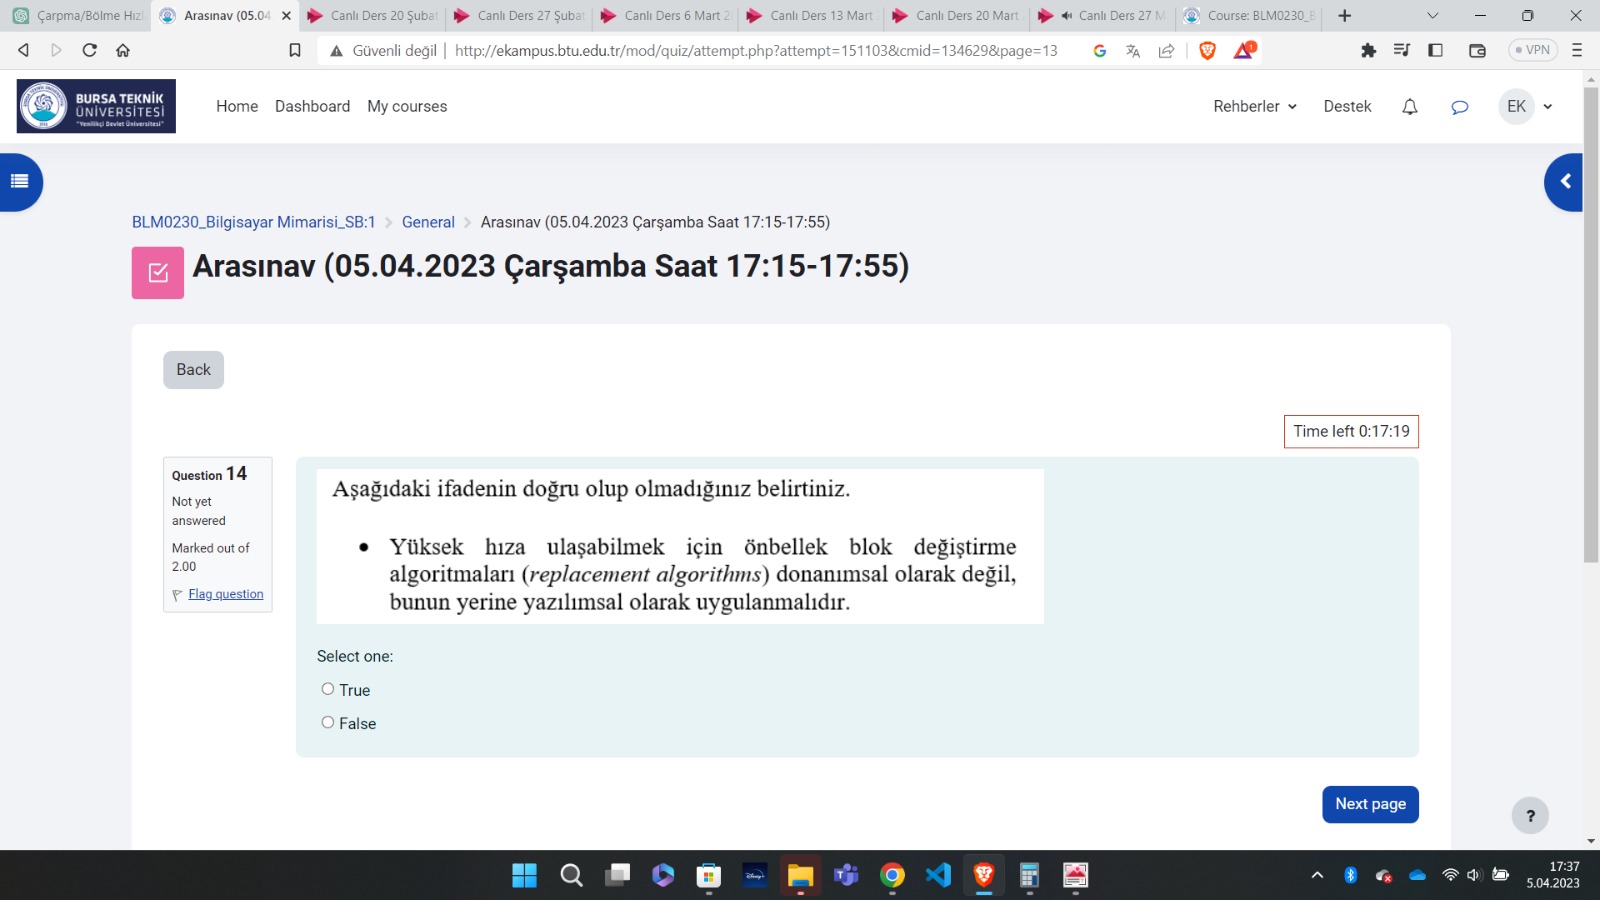 Çarpma/Bölme Hızl
Arasınav (05.04
Canlı Ders 20 Şubat
Canlı Ders 27 Şubat
Canlı Ders 6 Mart 2
Canlı Ders 13 Mart
Canlı Ders 20 Mart
Canlı Ders 27 M
Course: BLM0230_B
Güvenli değil
http://ekampus.btu.edu.tr/mod/quiz/attempt.php?attempt=151103&cmid=134629&page=13
VPN
BURSA TEKNİK
ÜNİVERSİTESİ
"Yenilikçi Devlet Üniversitesi"
Home Dashboard My courses
Rehberler Destek EK
BLM0230_Bilgisayar Mimarisi_SB:1 General Arasınav (05.04.2023 Çarşamba Saat 17:15-17:55)
Arasınav (05.04.2023 Çarşamba Saat 17:15-17:55)
Back
Time left 0:17:19
Question 14
Not yet
answered
Marked out of
2.00
Flag question
Aşağıdaki ifadenin doğru olup olmadığınız belirtiniz.
• Yüksek hıza ulaşabilmek için önbellek blok değiştirme
algoritmaları (replacement algorithms) donanımsal olarak değil,
bunun yerine yazılımsal olarak uygulanmalıdır.
Select one:
True
False
Next page
?
17:37
5.04.2023